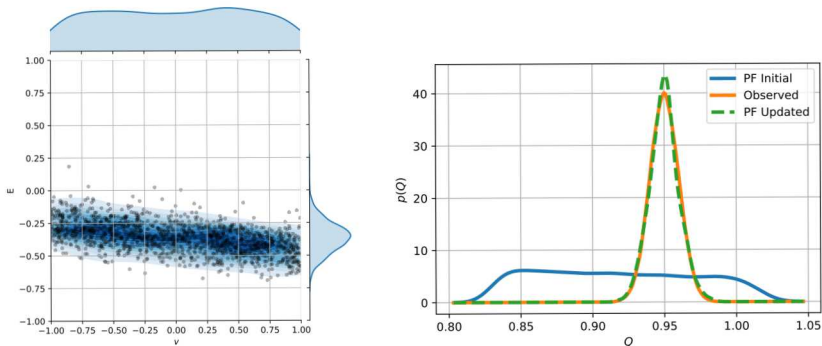 1.00
0.75
0.50
0.25
0.00
−0.25
−0.50
−0.75
−1.00
E
−1.00 −0.75 −0.50 −0.25 0.00 0.25 0.50 0.75 1.00
ν
PF Initial
Observed
PF Updated
40
30
20
10
0
p(Q)
0.80 0.85 0.90 0.95 1.00 1.05
Q